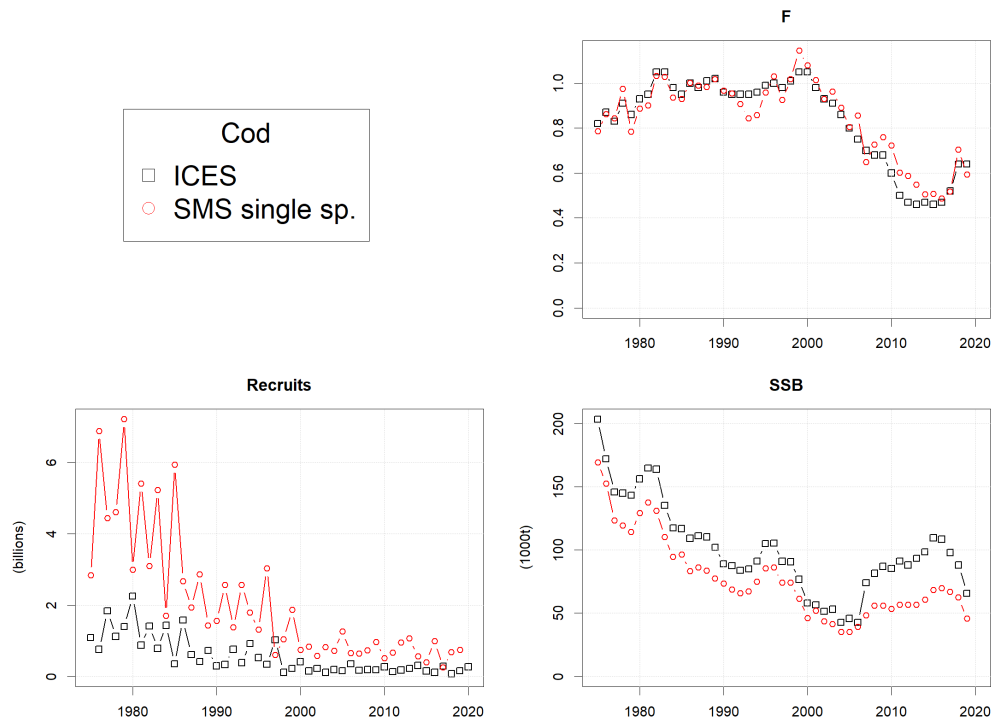 F
Cod
ICES
SMS single sp.
0.0 0.2 0.4 0.6 0.8 1.0
1980 1990 2000 2010 2020
Recruits
(billions)
0 2 4 6
1980 1990 2000 2010 2020
SSB
(1000t)
0 50 100 150 200
1980 1990 2000 2010 2020